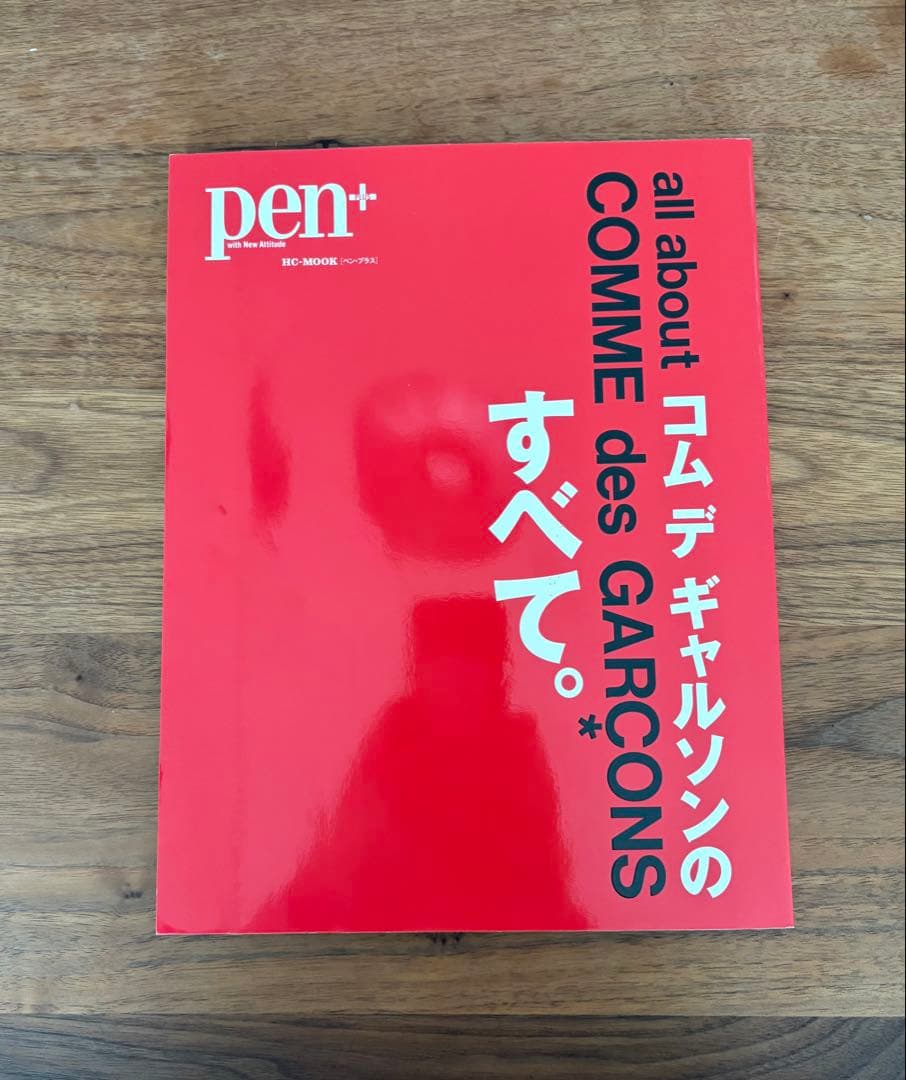 pen+
PLUS
with New Attitude
HC-MOOK [ペン・プラス]
all about
コム デ ギャルソンの
COMME des GARÇONS
*
すべて。